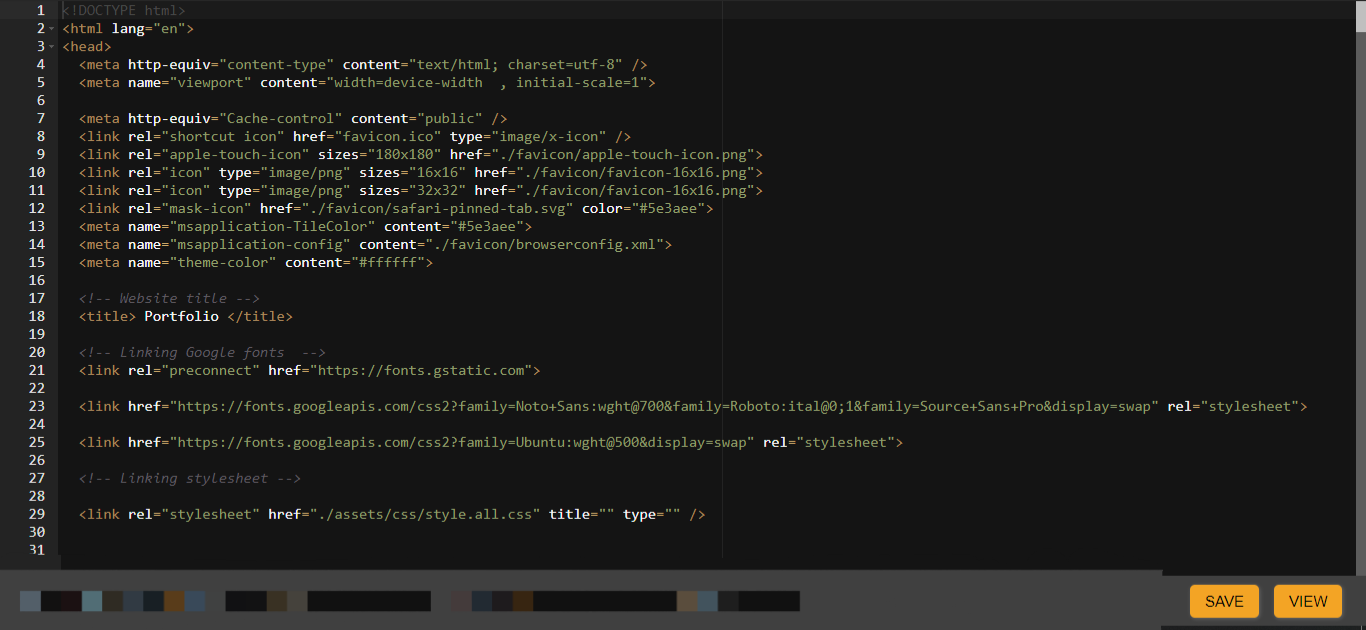 1 <!DOCTYPE html>
2 <html lang="en">
3 <head>
4 <meta http-equiv="content-type" content="text/html; charset=utf-8" />
5 <meta name="viewport" content="width=device-width  , initial-scale=1">
6
7 <meta http-equiv="Cache-control" content="public" />
8 <link rel="shortcut icon" href="favicon.ico" type="image/x-icon" />
9 <link rel="apple-touch-icon" sizes="180x180" href="./favicon/apple-touch-icon.png">
10 <link rel="icon" type="image/png" sizes="16x16" href="./favicon/favicon-16x16.png">
11 <link rel="icon" type="image/png" sizes="32x32" href="./favicon/favicon-16x16.png">
12 <link rel="mask-icon" href="./favicon/safari-pinned-tab.svg" color="#5e3aee">
13 <meta name="msapplication-TileColor" content="#5e3aee">
14 <meta name="msapplication-config" content="./favicon/browserconfig.xml">
15 <meta name="theme-color" content="#ffffff">
16
17 <!-- Website title -->
18 <title> Portfolio </title>
19
20 <!-- Linking Google fonts  -->
21 <link rel="preconnect" href="https://fonts.gstatic.com">
22
23 <link href="https://fonts.googleapis.com/css2?family=Noto+Sans:wght@700&family=Roboto:ital@0;1&family=Source+Sans+Pro&display=swap" rel="stylesheet">
24
25 <link href="https://fonts.googleapis.com/css2?family=Ubuntu:wght@500&display=swap" rel="stylesheet">
26
27 <!-- Linking stylesheet -->
28
29 <link rel="stylesheet" href="./assets/css/style.all.css" title="" type="" />
30
31
SAVE VIEW